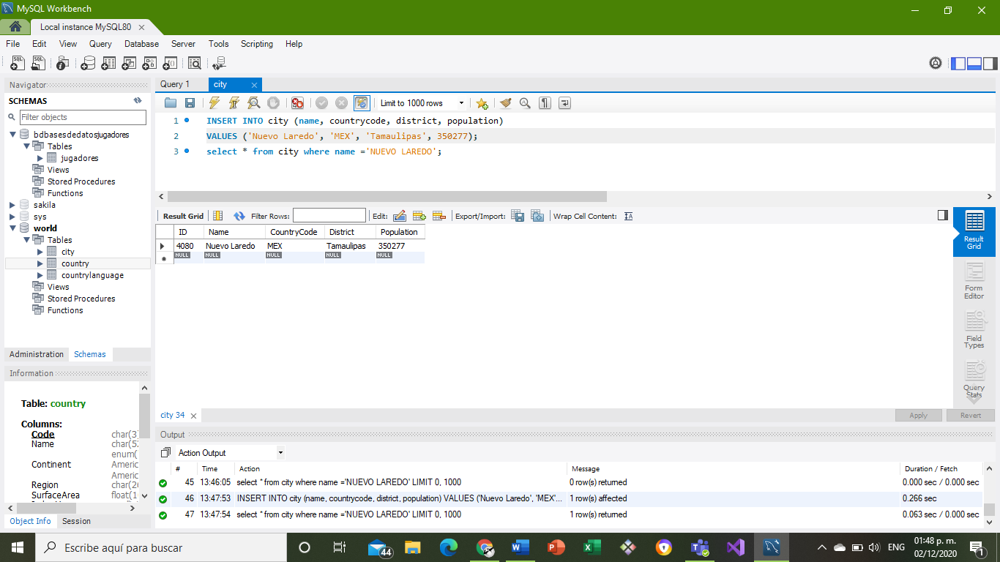 MySQL Workbench
Local instance MySQL80
File Edit View Query Database Server Tools Scripting Help
Navigator
SCHEMAS
Filter objects
bdbasesdedatosjugadores
Tables
jugadores
Views
Stored Procedures
Functions
sakila
sys
world
Tables
city
country
countrylanguage
Views
Stored Procedures
Functions
Administration Schemas
Information
Table: country
Columns:
Code char(3)
Name char(52
enum(
Continent Americ
Americ
Region char(26
SurfaceArea float(1
Object Info Session
Query 1 city
Limit to 1000 rows
1 INSERT INTO city (name, countrycode, district, population)
2 VALUES ('Nuevo Laredo', 'MEX', 'Tamaulipas', 350277);
3 select * from city where name ='NUEVO LAREDO';
Result Grid Filter Rows: Edit: Export/Import: Wrap Cell Content:
ID Name CountryCode District Population
4080 Nuevo Laredo MEX Tamaulipas 350277
NULL NULL NULL NULL NULL
Result Grid
Form Editor
Field Types
Query Stats
city 34
Apply Revert
Output
Action Output
# Time Action Message Duration / Fetch
45 13:46:05 select * from city where name ='NUEVO LAREDO' LIMIT 0, 1000 0 row(s) returned 0.000 sec / 0.000 sec
46 13:47:53 INSERT INTO city (name, countrycode, district, population) VALUES ('Nuevo Laredo', 'MEX'... 1 row(s) affected 0.266 sec
47 13:47:54 select * from city where name ='NUEVO LAREDO' LIMIT 0, 1000 1 row(s) returned 0.063 sec / 0.000 sec
Escribe aquí para buscar
44
ENG
01:48 p. m.
02/12/2020
1